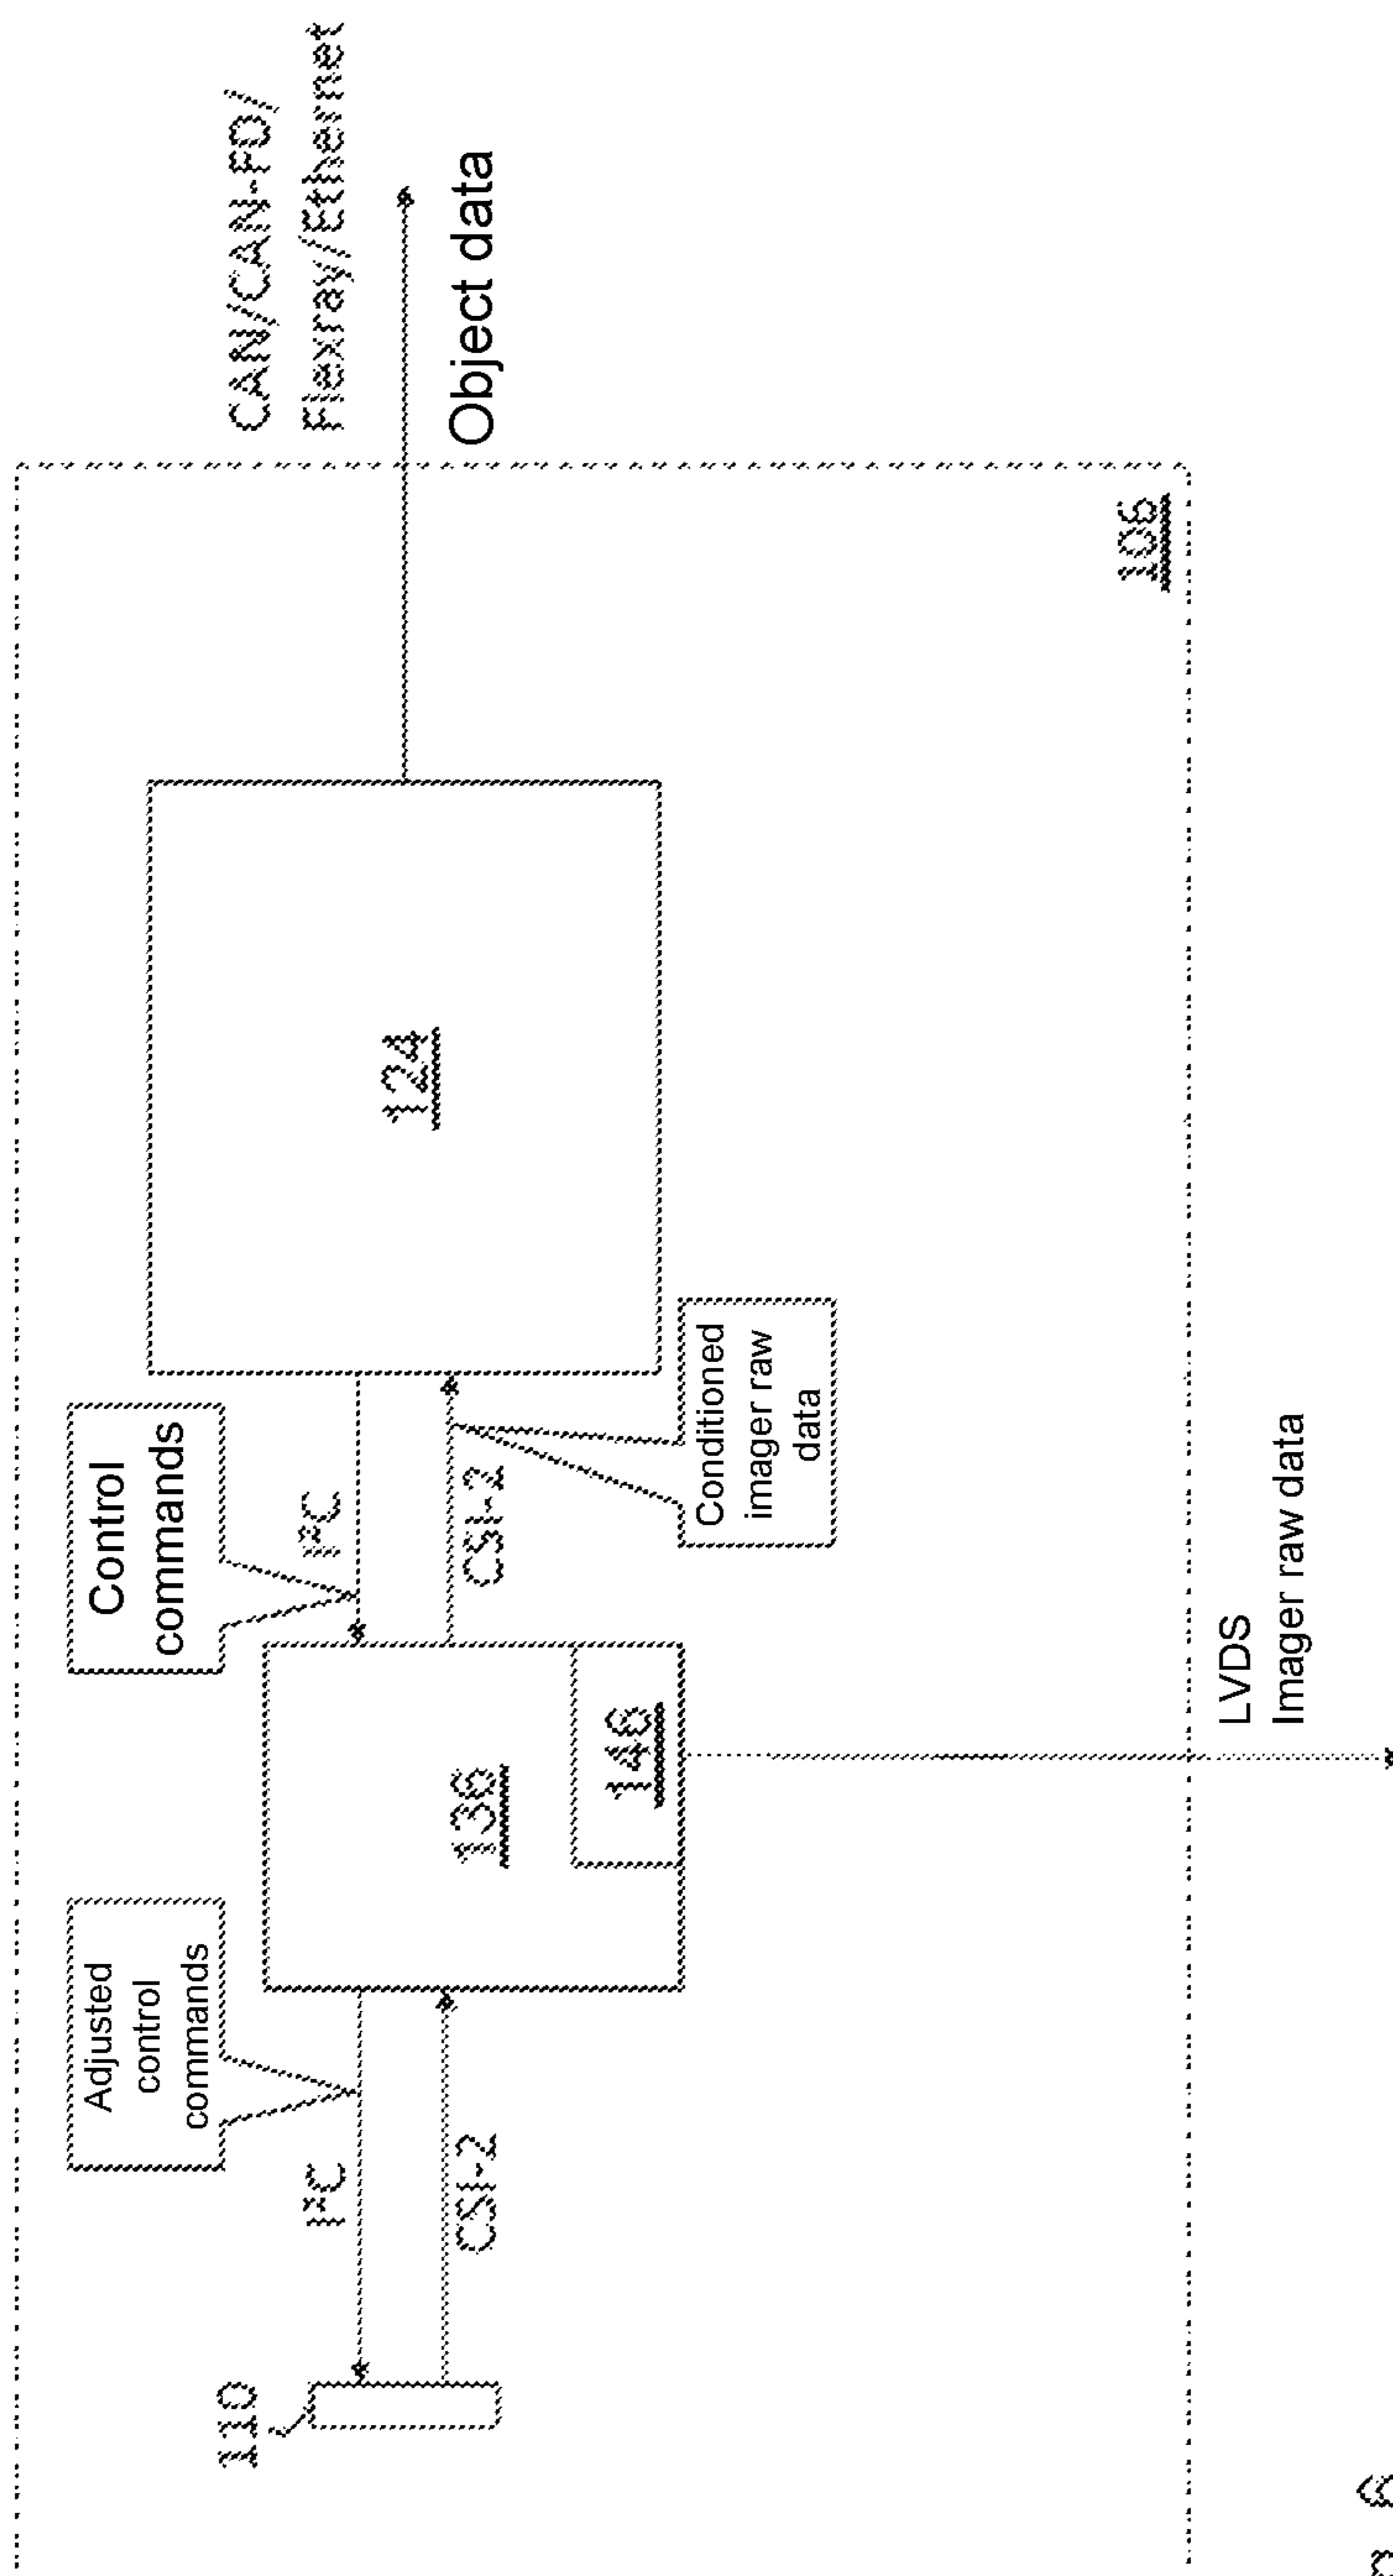 CAN/CAN-FD/
Flexray/Ethernet
Object data
106
124
Control
commands
I²C
CSI-2
Conditioned
imager raw
data
136
146
LVDS
Imager raw data
Adjusted
control
commands
I²C
CSI-2
110
6